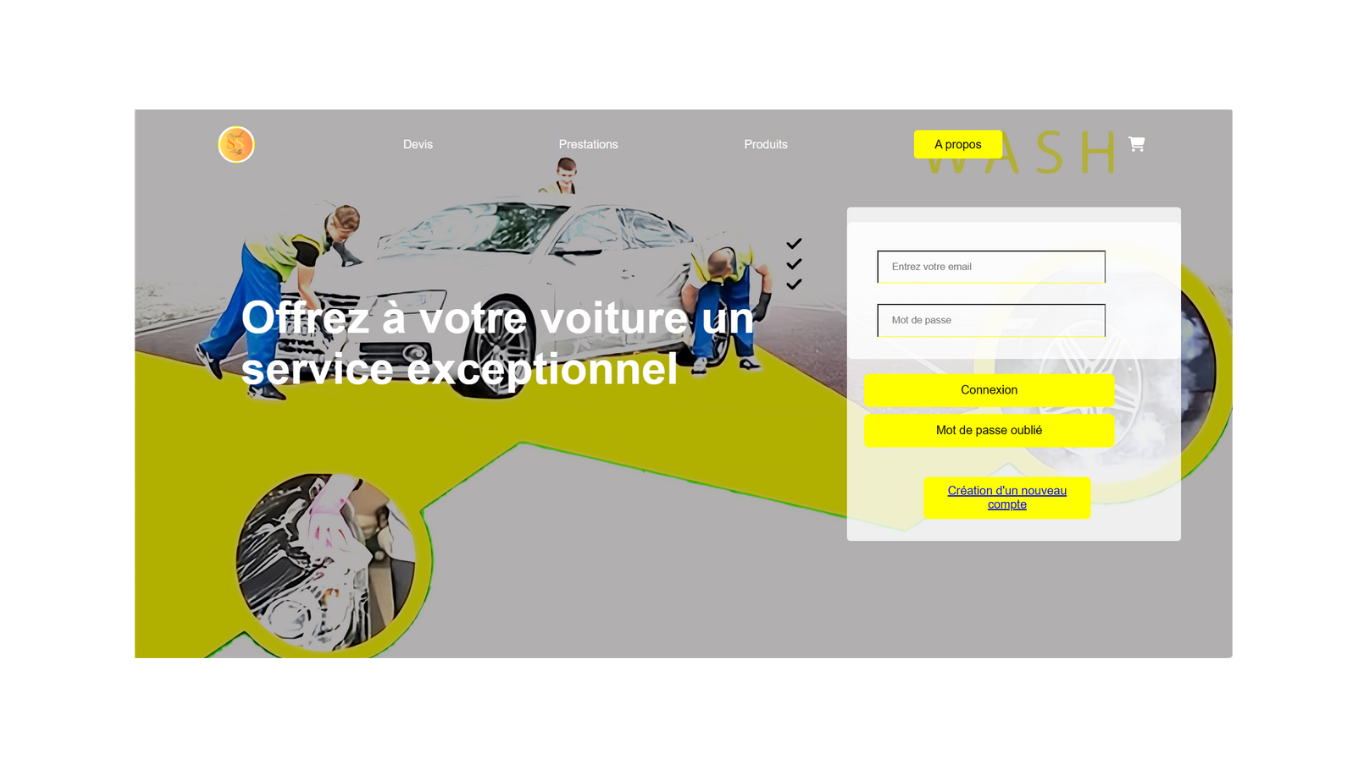 Devis
Prestations
Produits
A propos
WASH
Offrez à votre voiture un
service exceptionnel
Entrez votre email
Mot de passe
Connexion
Mot de passe oublié
Création d'un nouveau
compte